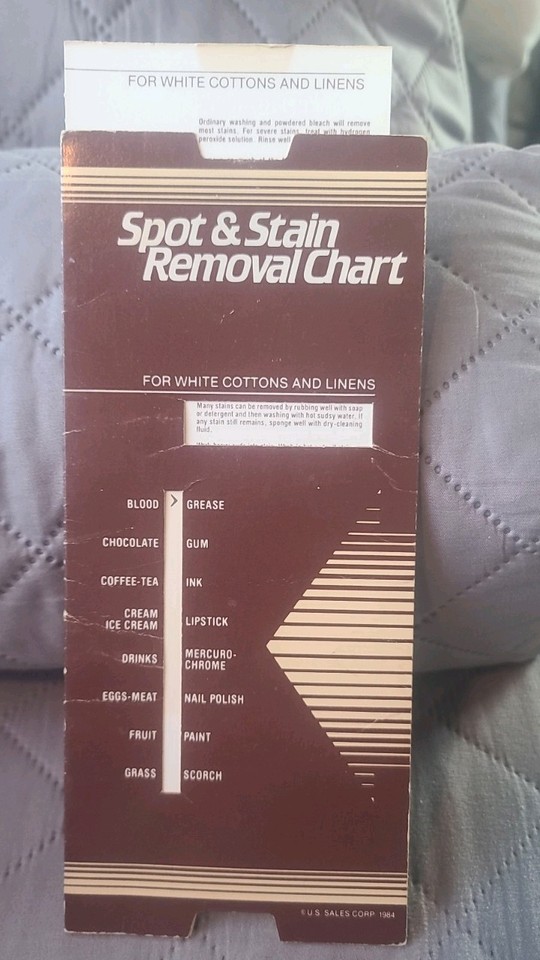 FOR WHITE COTTONS AND LINENS
Ordinary washing and powdered bleach will remove
most stains. For severe stains, treat with hydrogen
peroxide solution. Rinse well
Spot & Stain
Removal Chart
FOR WHITE COTTONS AND LINENS
Many stains can be removed by rubbing well with soap
or detergent and then washing with hot sudsy water. If
any stain still remains, sponge well with dry-cleaning
fluid.
BLOOD > GREASE
CHOCOLATE GUM
COFFEE-TEA INK
CREAM
ICE CREAM LIPSTICK
DRINKS MERCURO-
CHROME
EGGS-MEAT NAIL POLISH
FRUIT PAINT
GRASS SCORCH
© U.S. SALES CORP. 1984